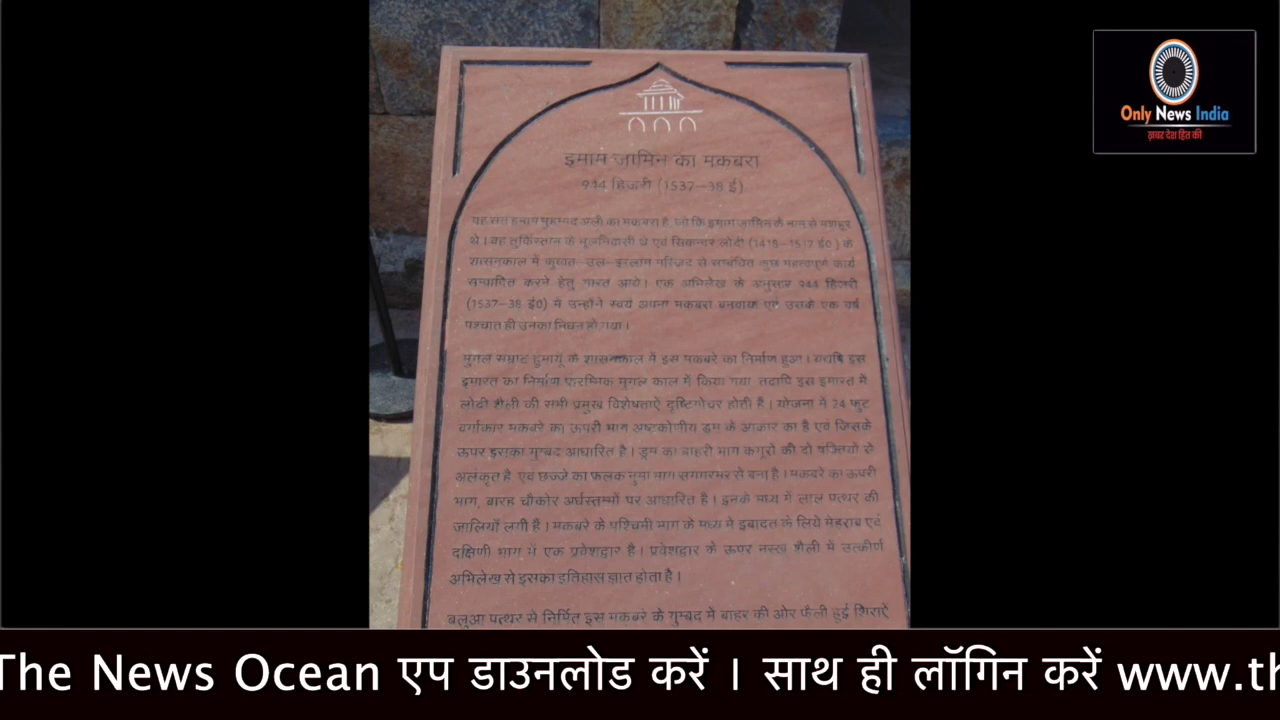 इमाम ज़ामिन का मकबरा
944 हिजरी (1537–38 ई)
यह संत इमाम मुहम्मद अली का मकबरा है, जो कि इमाम ज़ामिन के नाम से मशहूर
थे। वह तुर्किस्तान के मूलनिवासी थे एवं सिकन्दर लोदी ( ई0) के
शासनकाल में कुव्वत–उल–इस्लाम मस्जिद से सम्बंधित कुछ महत्वपूर्ण कार्य
सम्पादित करने हेतु भारत आये। एक अभिलेख के अनुसार 944 हिजरी
(1537–38 ई0) में उन्होंने स्वयं अपना मकबरा बनवाया एवं उसके एक वर्ष
पश्चात ही उनका निधन हो गया।
मुगल सम्राट हुमायूं के शासनकाल में इस मकबरे का निर्माण हुआ। यद्यपि इस
इमारत का निर्माण प्रारम्भिक मुगल काल में किया गया तदापि इस इमारत में
लोदी शैली की सभी प्रमुख विशेषताऐं दृष्टिगोचर होती हैं। योजना में 24 फुट
वर्गाकार मकबरे का ऊपरी भाग अष्टकोणीय ड्रम के आकार का है एवं जिसके
ऊपर इसका गुम्बद आधारित है। ड्रम का बाहरी भाग कंगूरों की दो पंक्तियों से
अलंकृत है एवं छज्जे का फलक नुमा भाग संगमरमर से बना है। मकबरे का ऊपरी
भाग, बारह चौकोर अर्धस्तम्भों पर आधारित है। इनके मध्य में लाल पत्थर की
जालियाँ लगी हैं। मकबरे के पश्चिमी भाग के मध्य में इबादत के लिये मेहराब एवं
दक्षिणी भाग में एक प्रवेशद्वार है। प्रवेशद्वार के ऊपर नस्ख शैली में उत्कीर्ण
अभिलेख से इसका इतिहास ज्ञात होता है।
बलुआ पत्थर से निर्मित इस मकबरे के गुम्बद में बाहर की ओर फैली हुई शिराऐं
Only News India
ख़बर देश हित की
The News Ocean एप डाउनलोड करें । साथ ही लॉगिन करें www.th